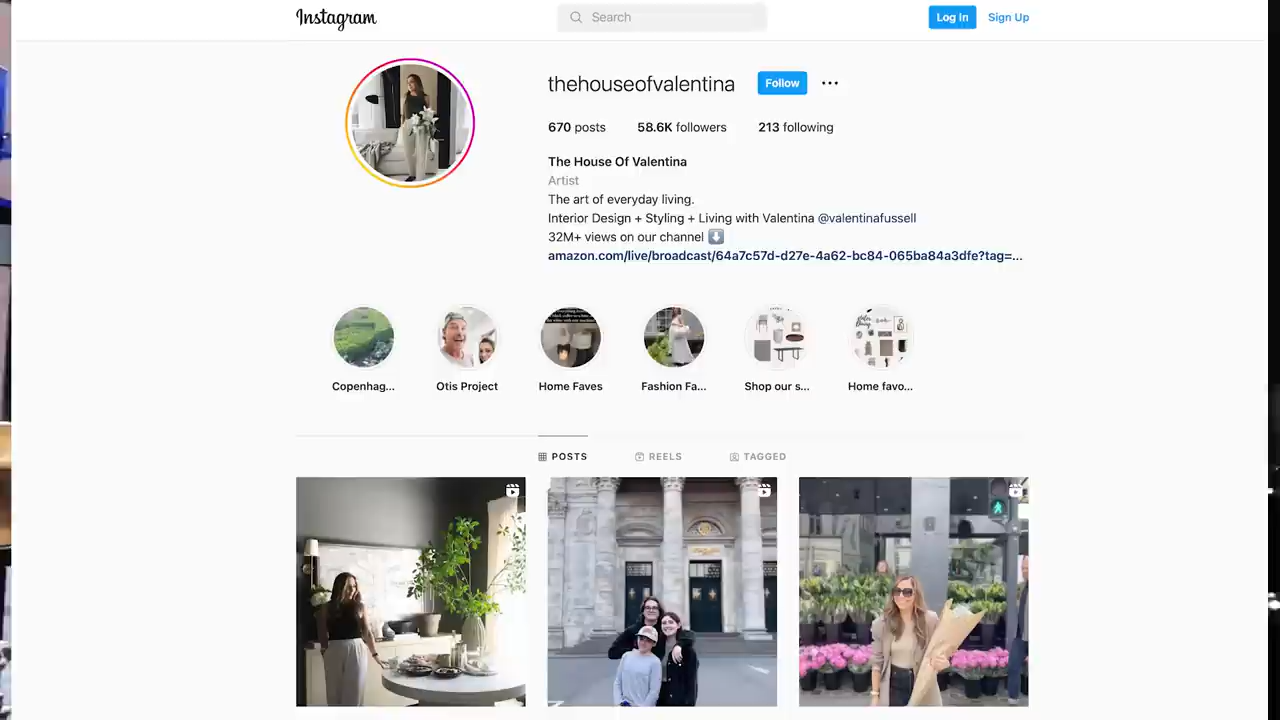 Instagram
Search
Log In
Sign Up
thehouseofvalentina
Follow
670 posts 58.6K followers 213 following
The House Of Valentina
Artist
The art of everyday living.
Interior Design + Styling + Living with Valentina @valentinafussell
32M+ views on our channel ⬇️
amazon.com/live/broadcast/64a7c57d-d27e-4a62-bc84-065ba84a3dfe?tag=...
Copenhag... Otis Project Home Faves Fashion Fa... Shop our s... Home favo...
POSTS REELS TAGGED